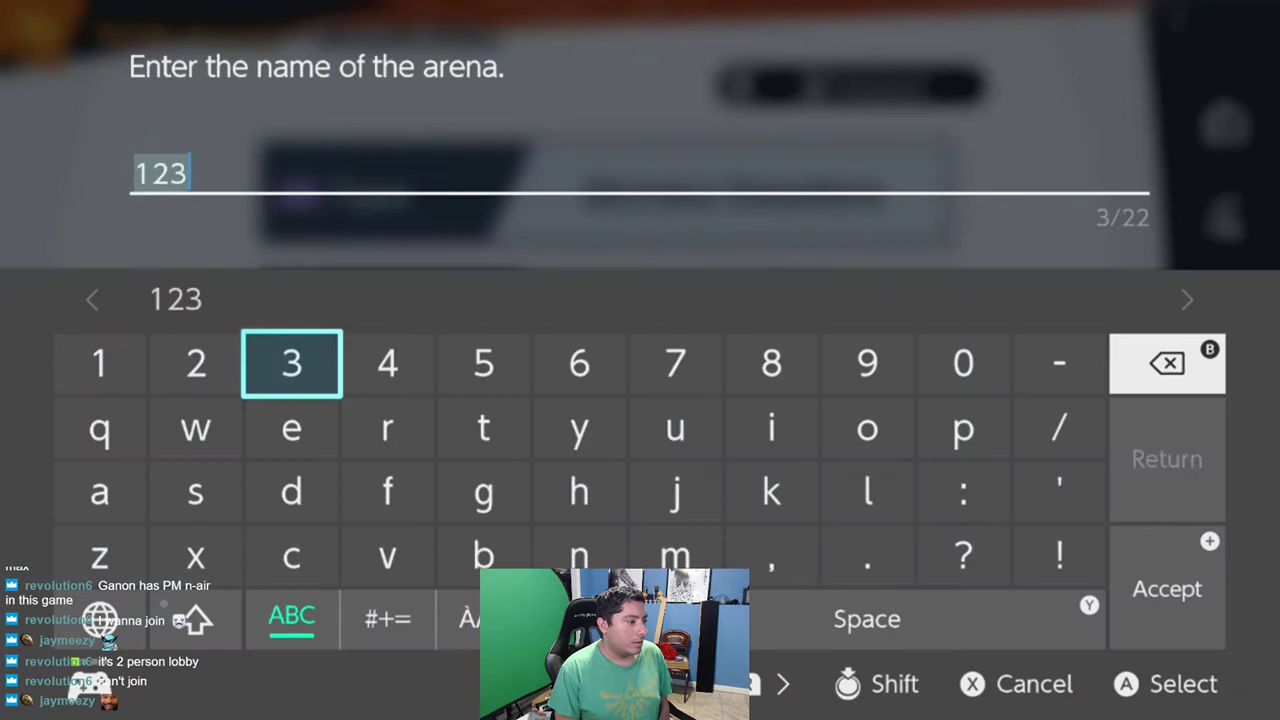 Enter the name of the arena.
123
3/22
123
1 2 3 4 5 6 7 8 9 0 -
B
q w e r t y u i o p /
Return
a s d f g h j k l : '
z x c v b n m , . ? !
+
Accept
ABC #+= Space Y
Shift X Cancel A Select
max
revolution6 Ganon has PM n-air
in this game
revolution6 I wanna join
jaymeezy
revolution6 it's 2 person lobby
revolution6 can't join
jaymeezy